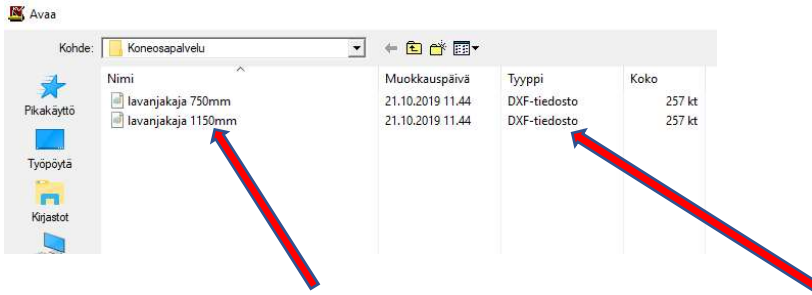 Avaa
Kohde: Koneosapalvelu
Nimi Muokkauspäivä Tyyppi Koko
lavanjakaja 750mm 21.10.2019 11.44 DXF-tiedosto 257 kt
lavanjakaja 1150mm 21.10.2019 11.44 DXF-tiedosto 257 kt
Pikakäyttö
Työpöytä
Kirjastot